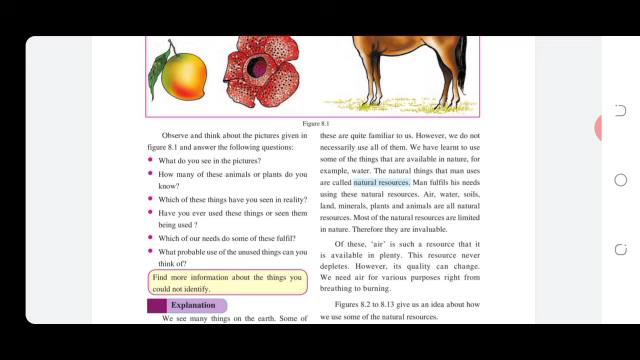 Figure 8.1
Observe and think about the pictures given in
figure 8.1 and answer the following questions:
• What do you see in the pictures?
• How many of these animals or plants do you
know?
• Which of these things have you seen in reality?
• Have you ever used these things or seen them
being used ?
• Which of our needs do some of these fulfil?
• What probable use of the unused things can you
think of?
Find more information about the things you
could not identify.
Explanation
We see many things on the earth. Some of
these are quite familiar to us. However, we do not
necessarily use all of them. We have learnt to
use some of the things that are available in nature, for
example, water. The natural things that man uses
are called natural resources. Man fulfils his needs
using these natural resources. Air, water, soils,
land, minerals, plants and animals are all natural
resources. Most of the natural resources are limited
in nature. Therefore they are invaluable.
Of these, ‘air’ is such a resource that it
is available in plenty. This resource never
depletes. However, its quality can change.
We need air for various purposes right from
breathing to burning.
Figures 8.2 to 8.13 give us an idea about how
we use some of the natural resources.